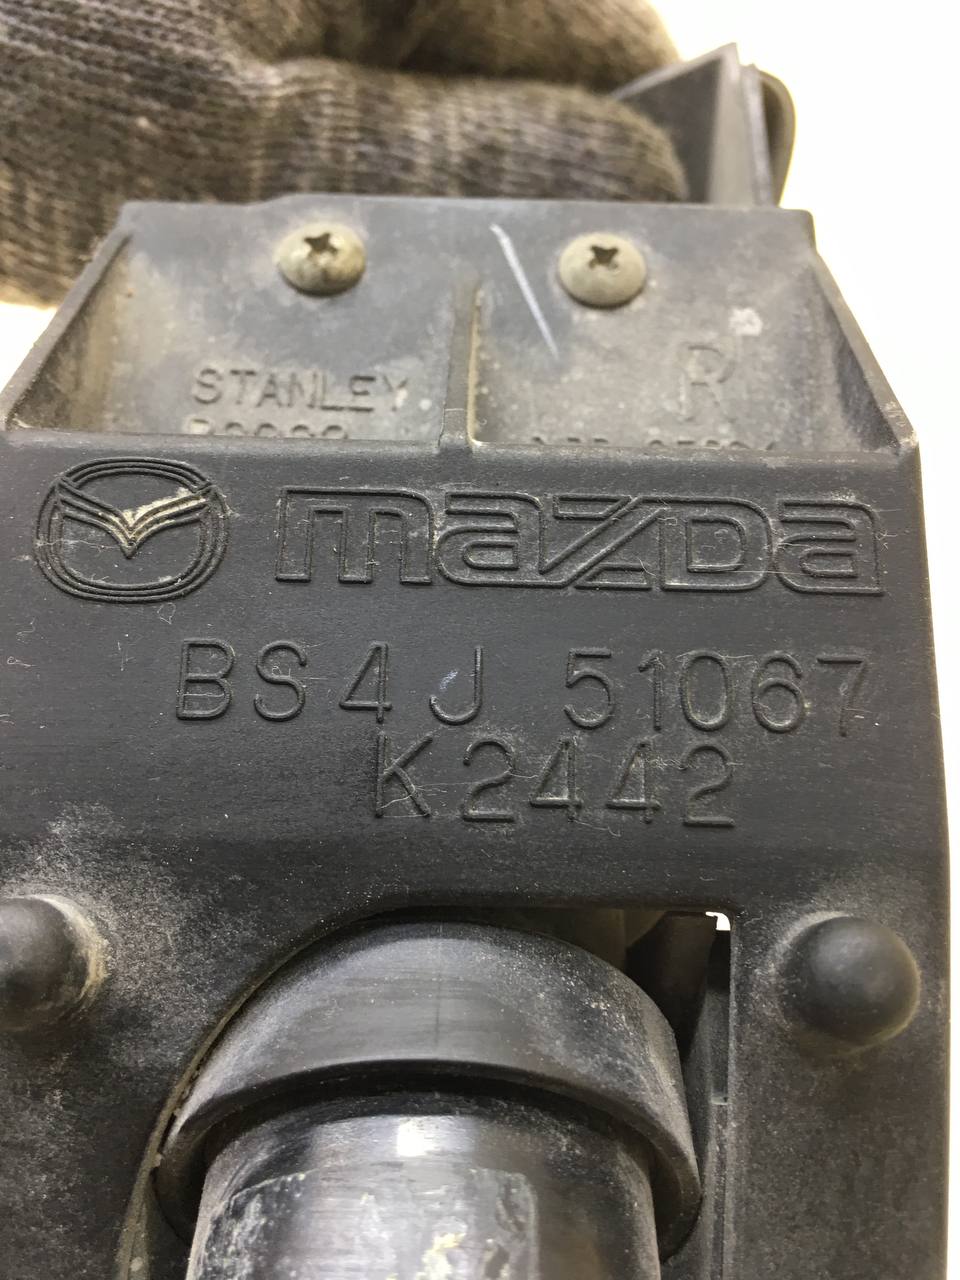 STANLEY
R
mazda
BS4J 51067
K2442